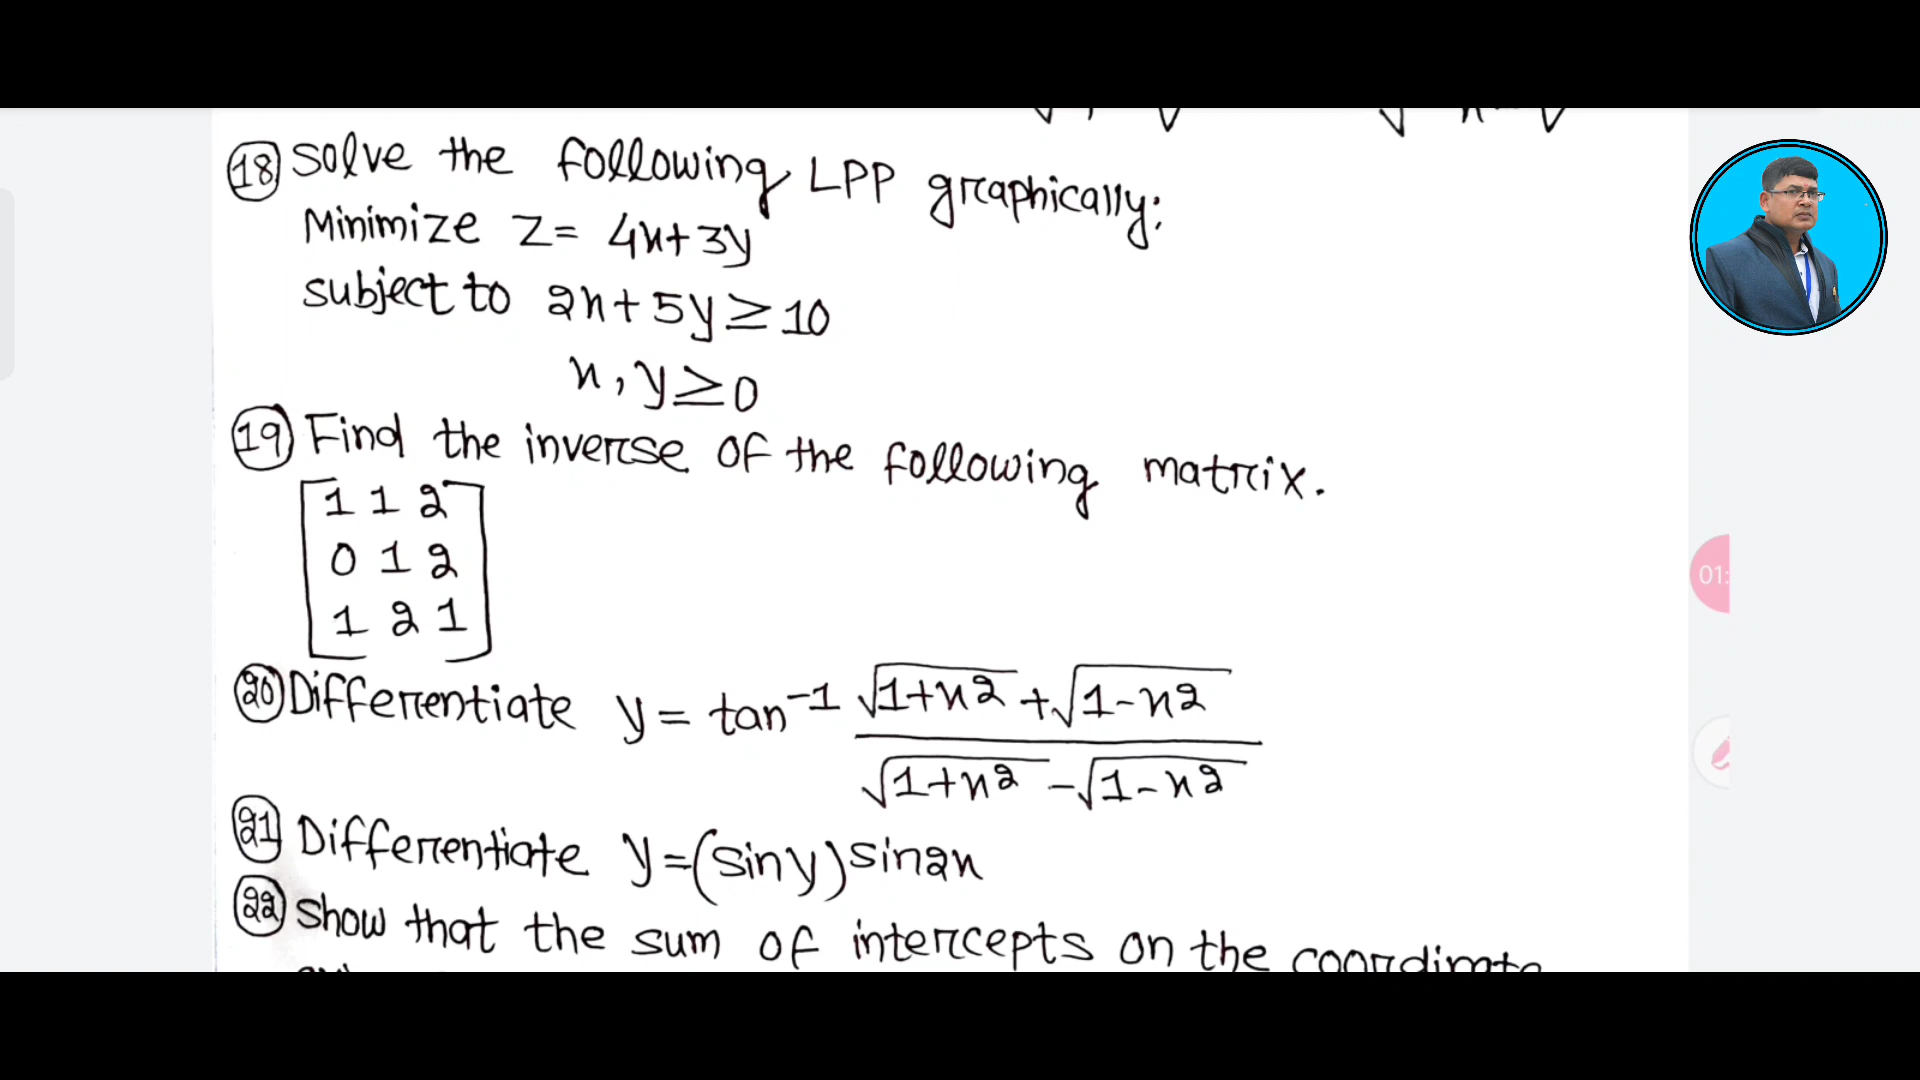 (18) Solve the following LPP graphically:
Minimize z = 4x+3y
subject to 2x+5y≥10
x,y≥0
(19) Find the inverse of the following matrix.
1 1 2
0 1 2
1 2 1
(20) Differentiate y = tan⁻¹ √1+x² + √1-x²
√1+x² - √1-x²
(21) Differentiate y=(siny)^sin2x
(22) Show that the sum of intercepts on the coordinate
01: